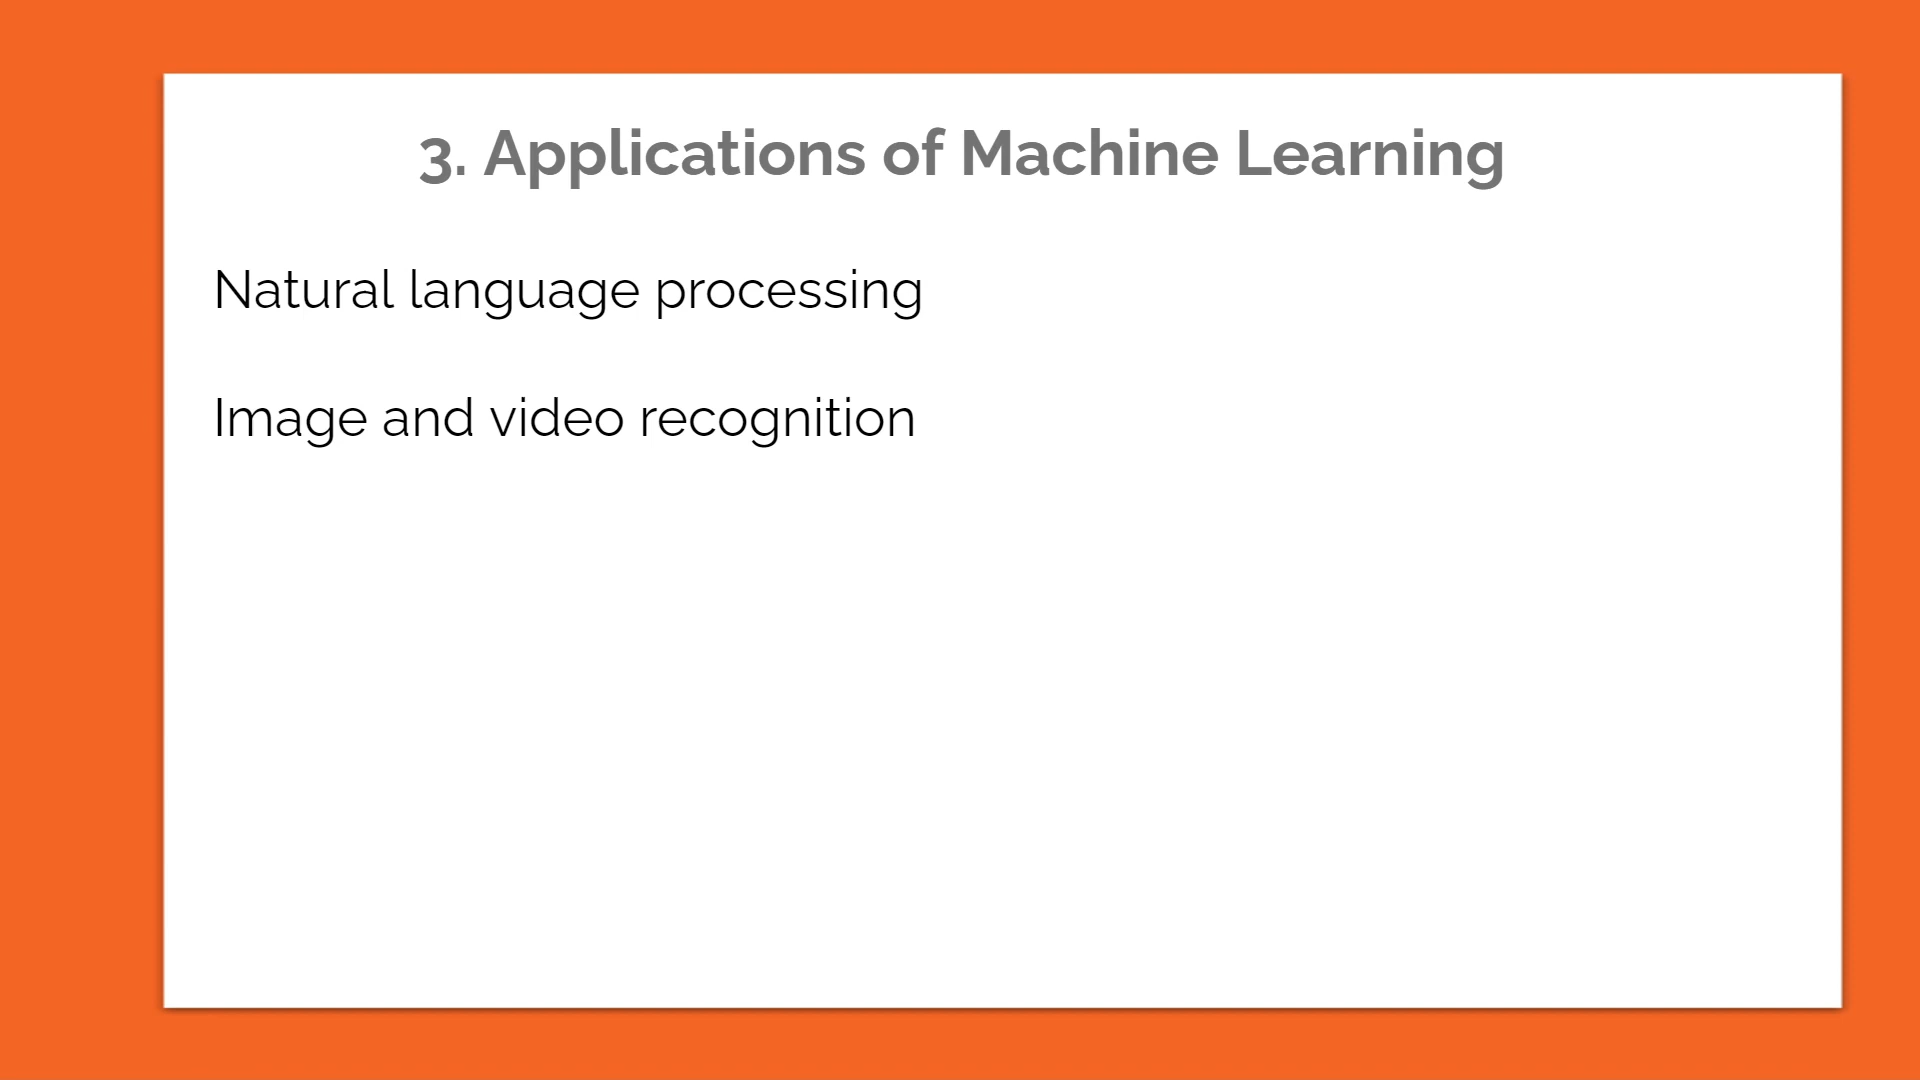 3. Applications of Machine Learning
Natural language processing
Image and video recognition